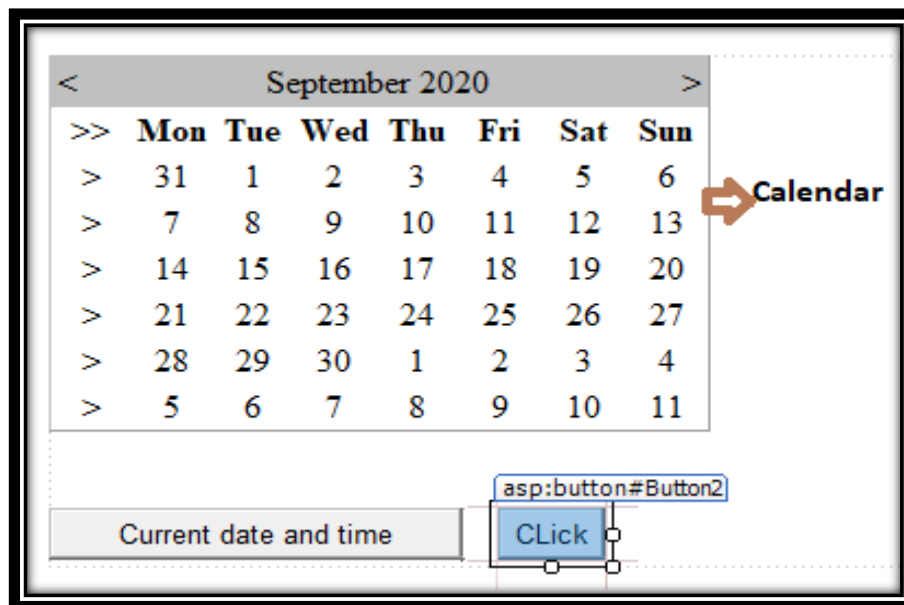 < September 2020 >
>> Mon Tue Wed Thu Fri Sat Sun
> 31 1 2 3 4 5 6
Calendar
> 7 8 9 10 11 12 13
> 14 15 16 17 18 19 20
> 21 22 23 24 25 26 27
> 28 29 30 1 2 3 4
> 5 6 7 8 9 10 11
asp:button#Button2
Current date and time CLick